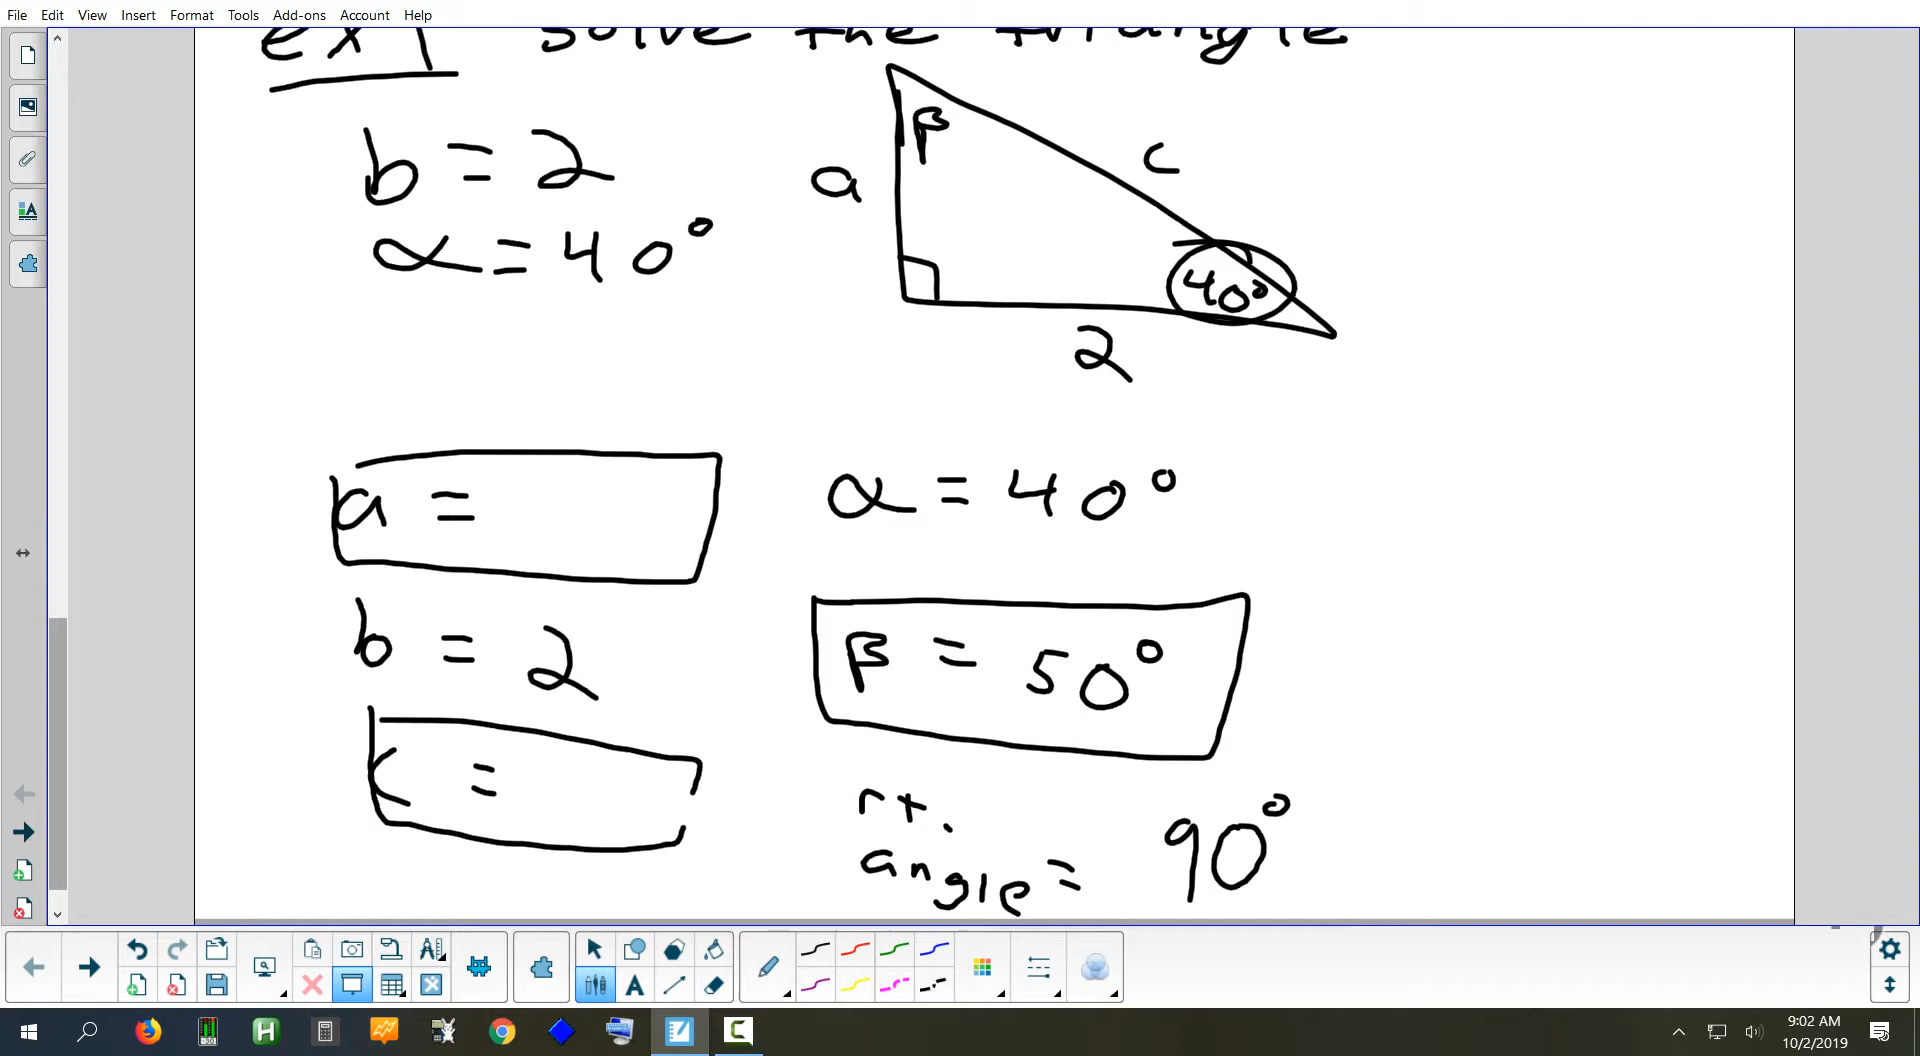 File Edit View Insert Format Tools Add-ons Account Help
ex 1 solve the triangle
b = 2
α = 40°
β
a
c
40°
2
a =
α = 40°
b = 2
β = 50°
c =
rt.
angle = 90°
9:02 AM
10/2/2019